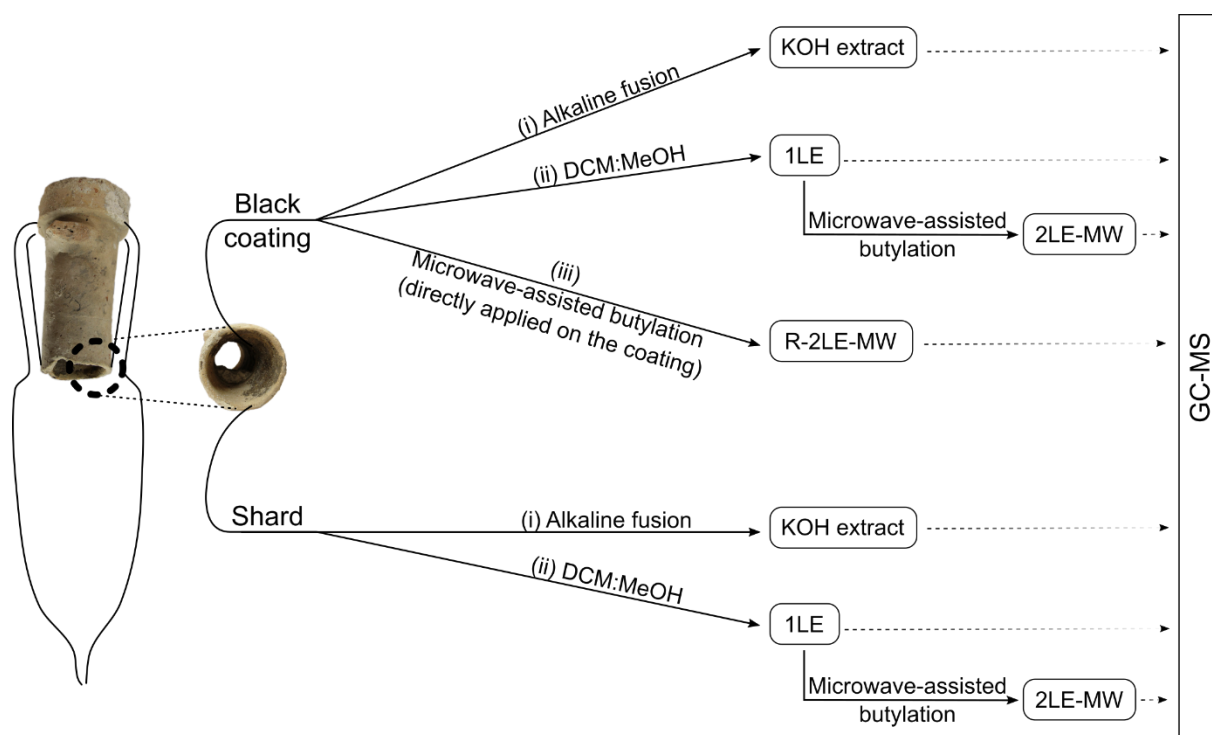 (i) Alkaline fusion
KOH extract
(ii) DCM:MeOH
1LE
Microwave-assisted
butylation
2LE-MW
Black
coating
(iii)
Microwave-assisted butylation
(directly applied on the coating)
R-2LE-MW
GC-MS
Shard
(i) Alkaline fusion
KOH extract
(ii) DCM:MeOH
1LE
Microwave-assisted
butylation
2LE-MW